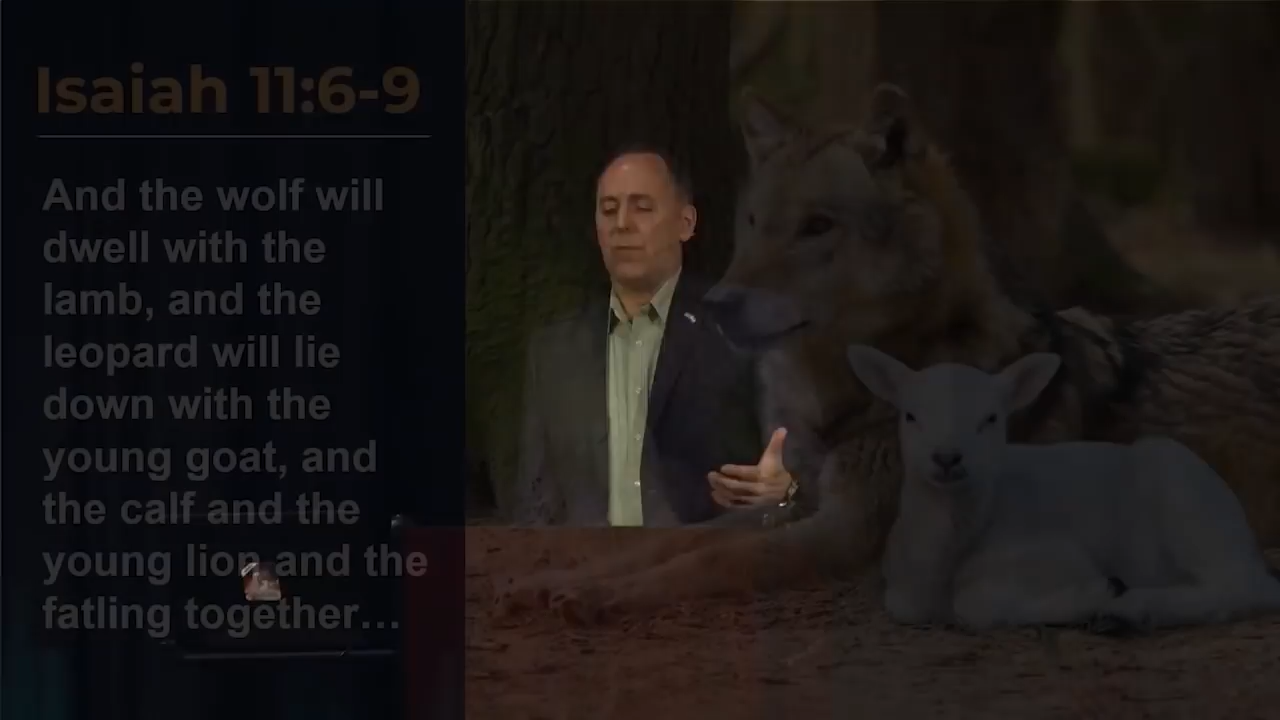 Isaiah 11:6-9
And the wolf will
dwell with the
lamb, and the
leopard will lie
down with the
young goat, and
the calf and the
young lion and the
fatling together…